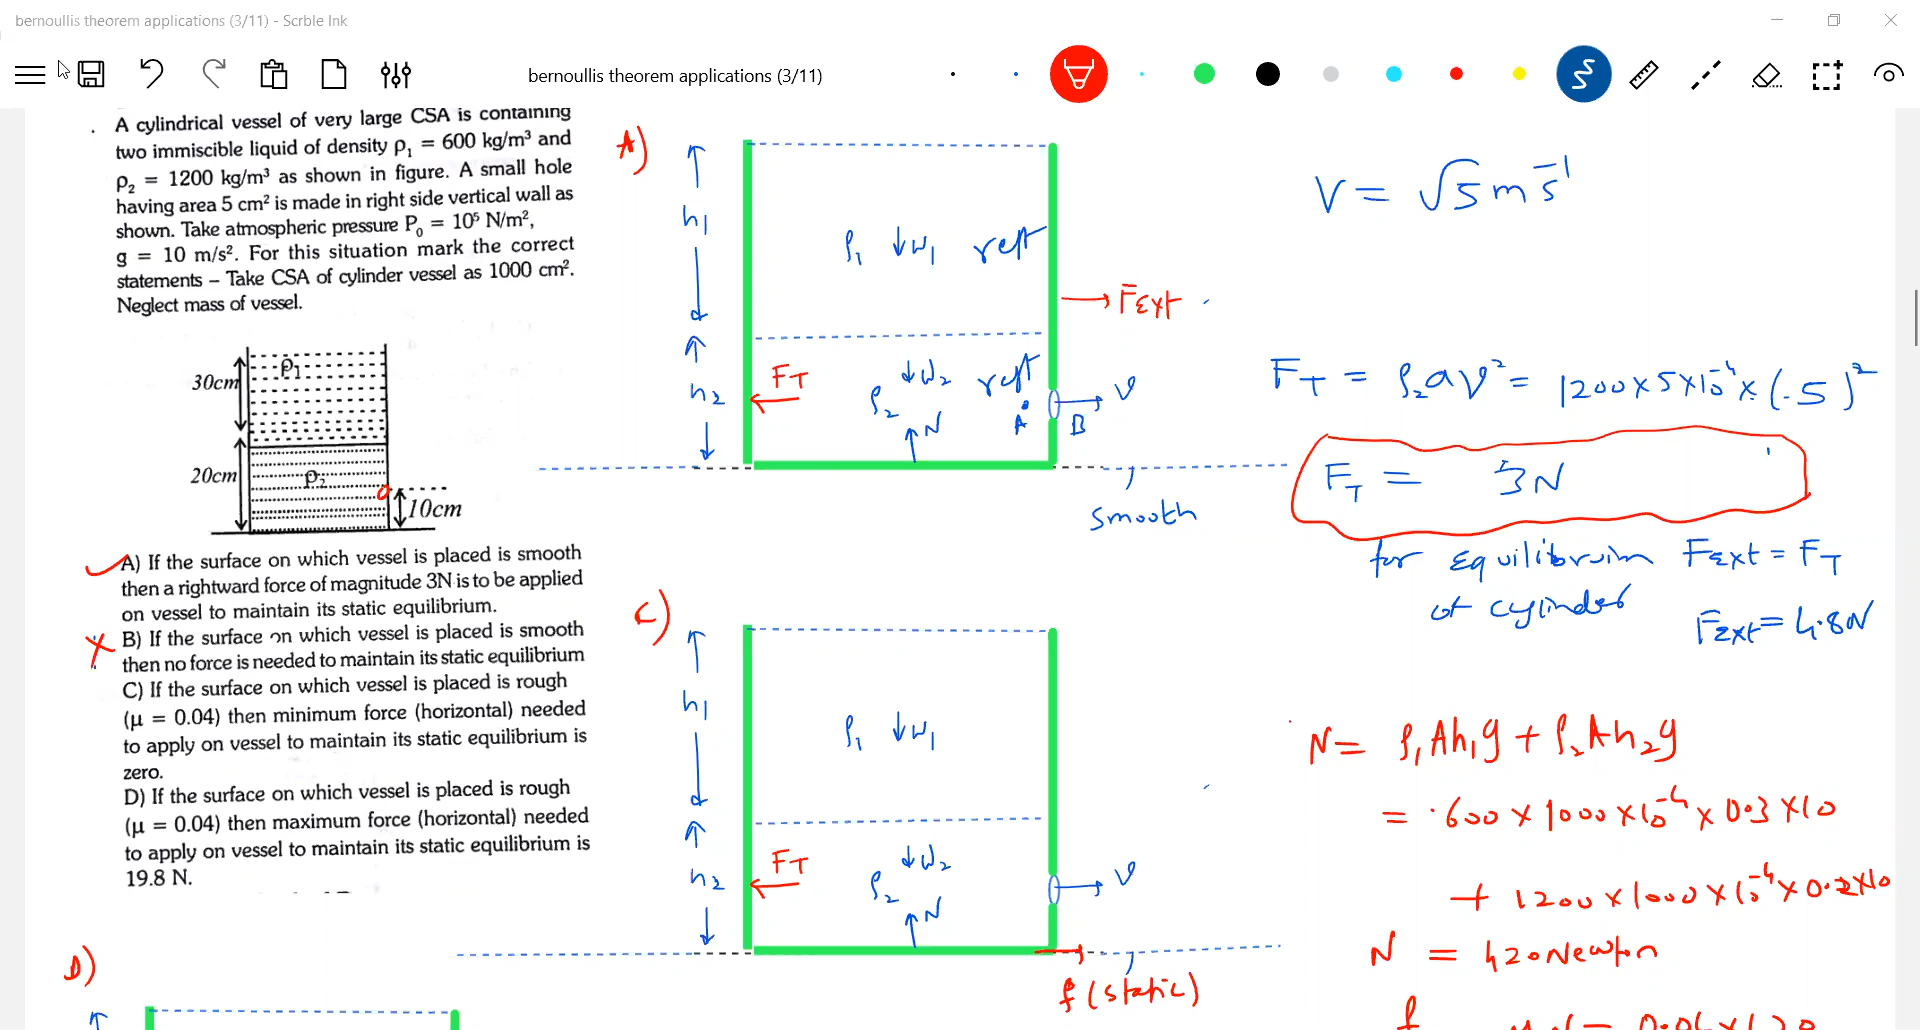 bernoullis theorem applications (3/11) - Scrble Ink
bernoullis theorem applications (3/11)
A cylindrical vessel of very large CSA is containing
two immiscible liquid of density ρ₁ = 600 kg/m³ and
ρ₂ = 1200 kg/m³ as shown in figure. A small hole
having area 5 cm² is made in right side vertical wall as
shown. Take atmospheric pressure P₀ = 10⁵ N/m²,
g = 10 m/s². For this situation mark the correct
statements – Take CSA of cylinder vessel as 1000 cm².
Neglect mass of vessel.
30cm
ρ₁
20cm
ρ₂
10cm
A) If the surface on which vessel is placed is smooth
then a rightward force of magnitude 3N is to be applied
on vessel to maintain its static equilibrium.
B) If the surface on which vessel is placed is smooth
then no force is needed to maintain its static equilibrium
C) If the surface on which vessel is placed is rough
(μ = 0.04) then minimum force (horizontal) needed
to apply on vessel to maintain its static equilibrium is
zero.
D) If the surface on which vessel is placed is rough
(μ = 0.04) then maximum force (horizontal) needed
to apply on vessel to maintain its static equilibrium is
19.8 N.
D)
A)
h₁
ρ₁ ↓w₁ rest
→ FExt
h₂
FT
ρ₂ ↓w₂ rest
↑N
A B
v
smooth
C)
h₁
ρ₁ ↓w₁
h₂
FT
ρ₂ ↓w₂
↑N
v
f (static)
V = √5 m s⁻¹
FT = ρ₂av² = 1200×5×10⁻⁴×(√5)²
FT = 3N
for equilibrium FExt = FT
of cylinder
FExt = 4.8N
N = ρ₁Ah₁g + ρ₂Ah₂g
= 600 × 1000×10⁻⁴ × 0.3 ×10
+ 1200 × 1000 ×10⁻⁴ × 0.2×10
N = 420 Newton